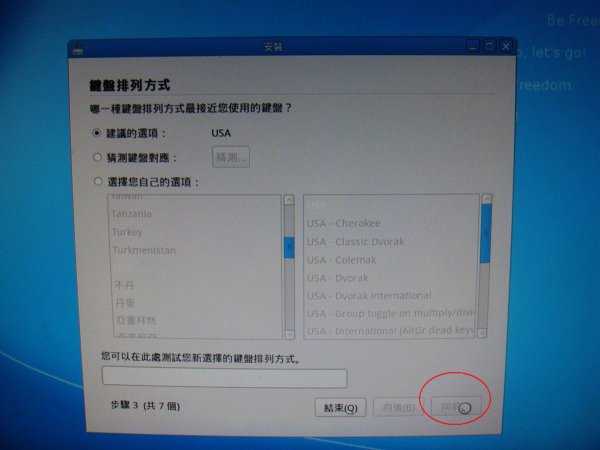 Be Free
let's go!
reedom.
安裝
鍵盤排列方式
哪一種鍵盤排列方式最接近您使用的鍵盤？
建議的選項： USA
猜測鍵盤對應： 猜測...
選擇您自己的選項：
Taiwan
Tanzania
Turkey
Turkmenistan
USA
不丹
丹麥
亞塞拜然
USA
USA - Cherokee
USA - Classic Dvorak
USA - Colemak
USA - Dvorak
USA - Dvorak international
USA - Group toggle on multiply/divi
USA - International (AltGr dead keys
您可以在此處測試您新選擇的鍵盤排列方式。
步驟 3 (共 7 個) 結束(Q) 向後(B) 向前